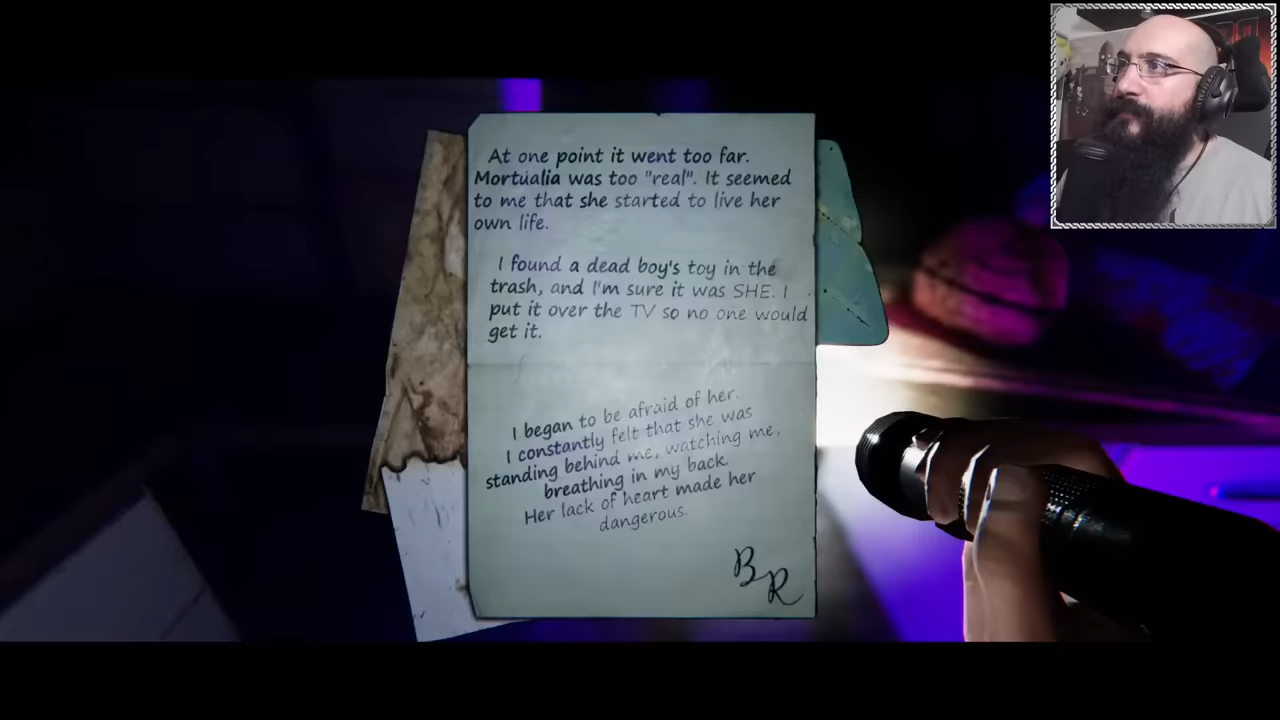 At one point it went too far.
Mortualia was too "real". It seemed
to me that she started to live her
own life.
I found a dead boy's toy in the
trash, and I'm sure it was SHE. I
put it over the TV so no one would
get it.
I began to be afraid of her.
I constantly felt that she was
standing behind me, watching me,
breathing in my back.
Her lack of heart made her
dangerous.
BR